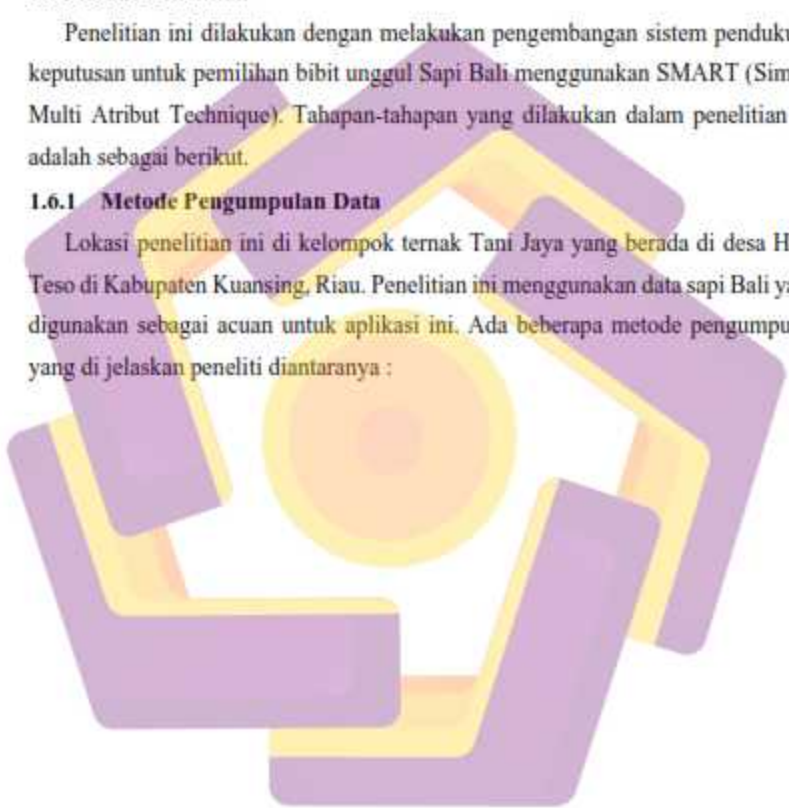 Penelitian ini dilakukan dengan melakukan pengembangan sistem penduku
keputusan untuk pemilihan bibit unggul Sapi Bali menggunakan SMART (Sim
Multi Atribut Technique). Tahapan-tahapan yang dilakukan dalam penelitian
adalah sebagai berikut.
1.6.1 Metode Pengumpulan Data
Lokasi penelitian ini di kelompok ternak Tani Jaya yang berada di desa H
Teso di Kabupaten Kuansing, Riau. Penelitian ini menggunakan data sapi Bali ya
digunakan sebagai acuan untuk aplikasi ini. Ada beberapa metode pengumpu
yang di jelaskan peneliti diantaranya :